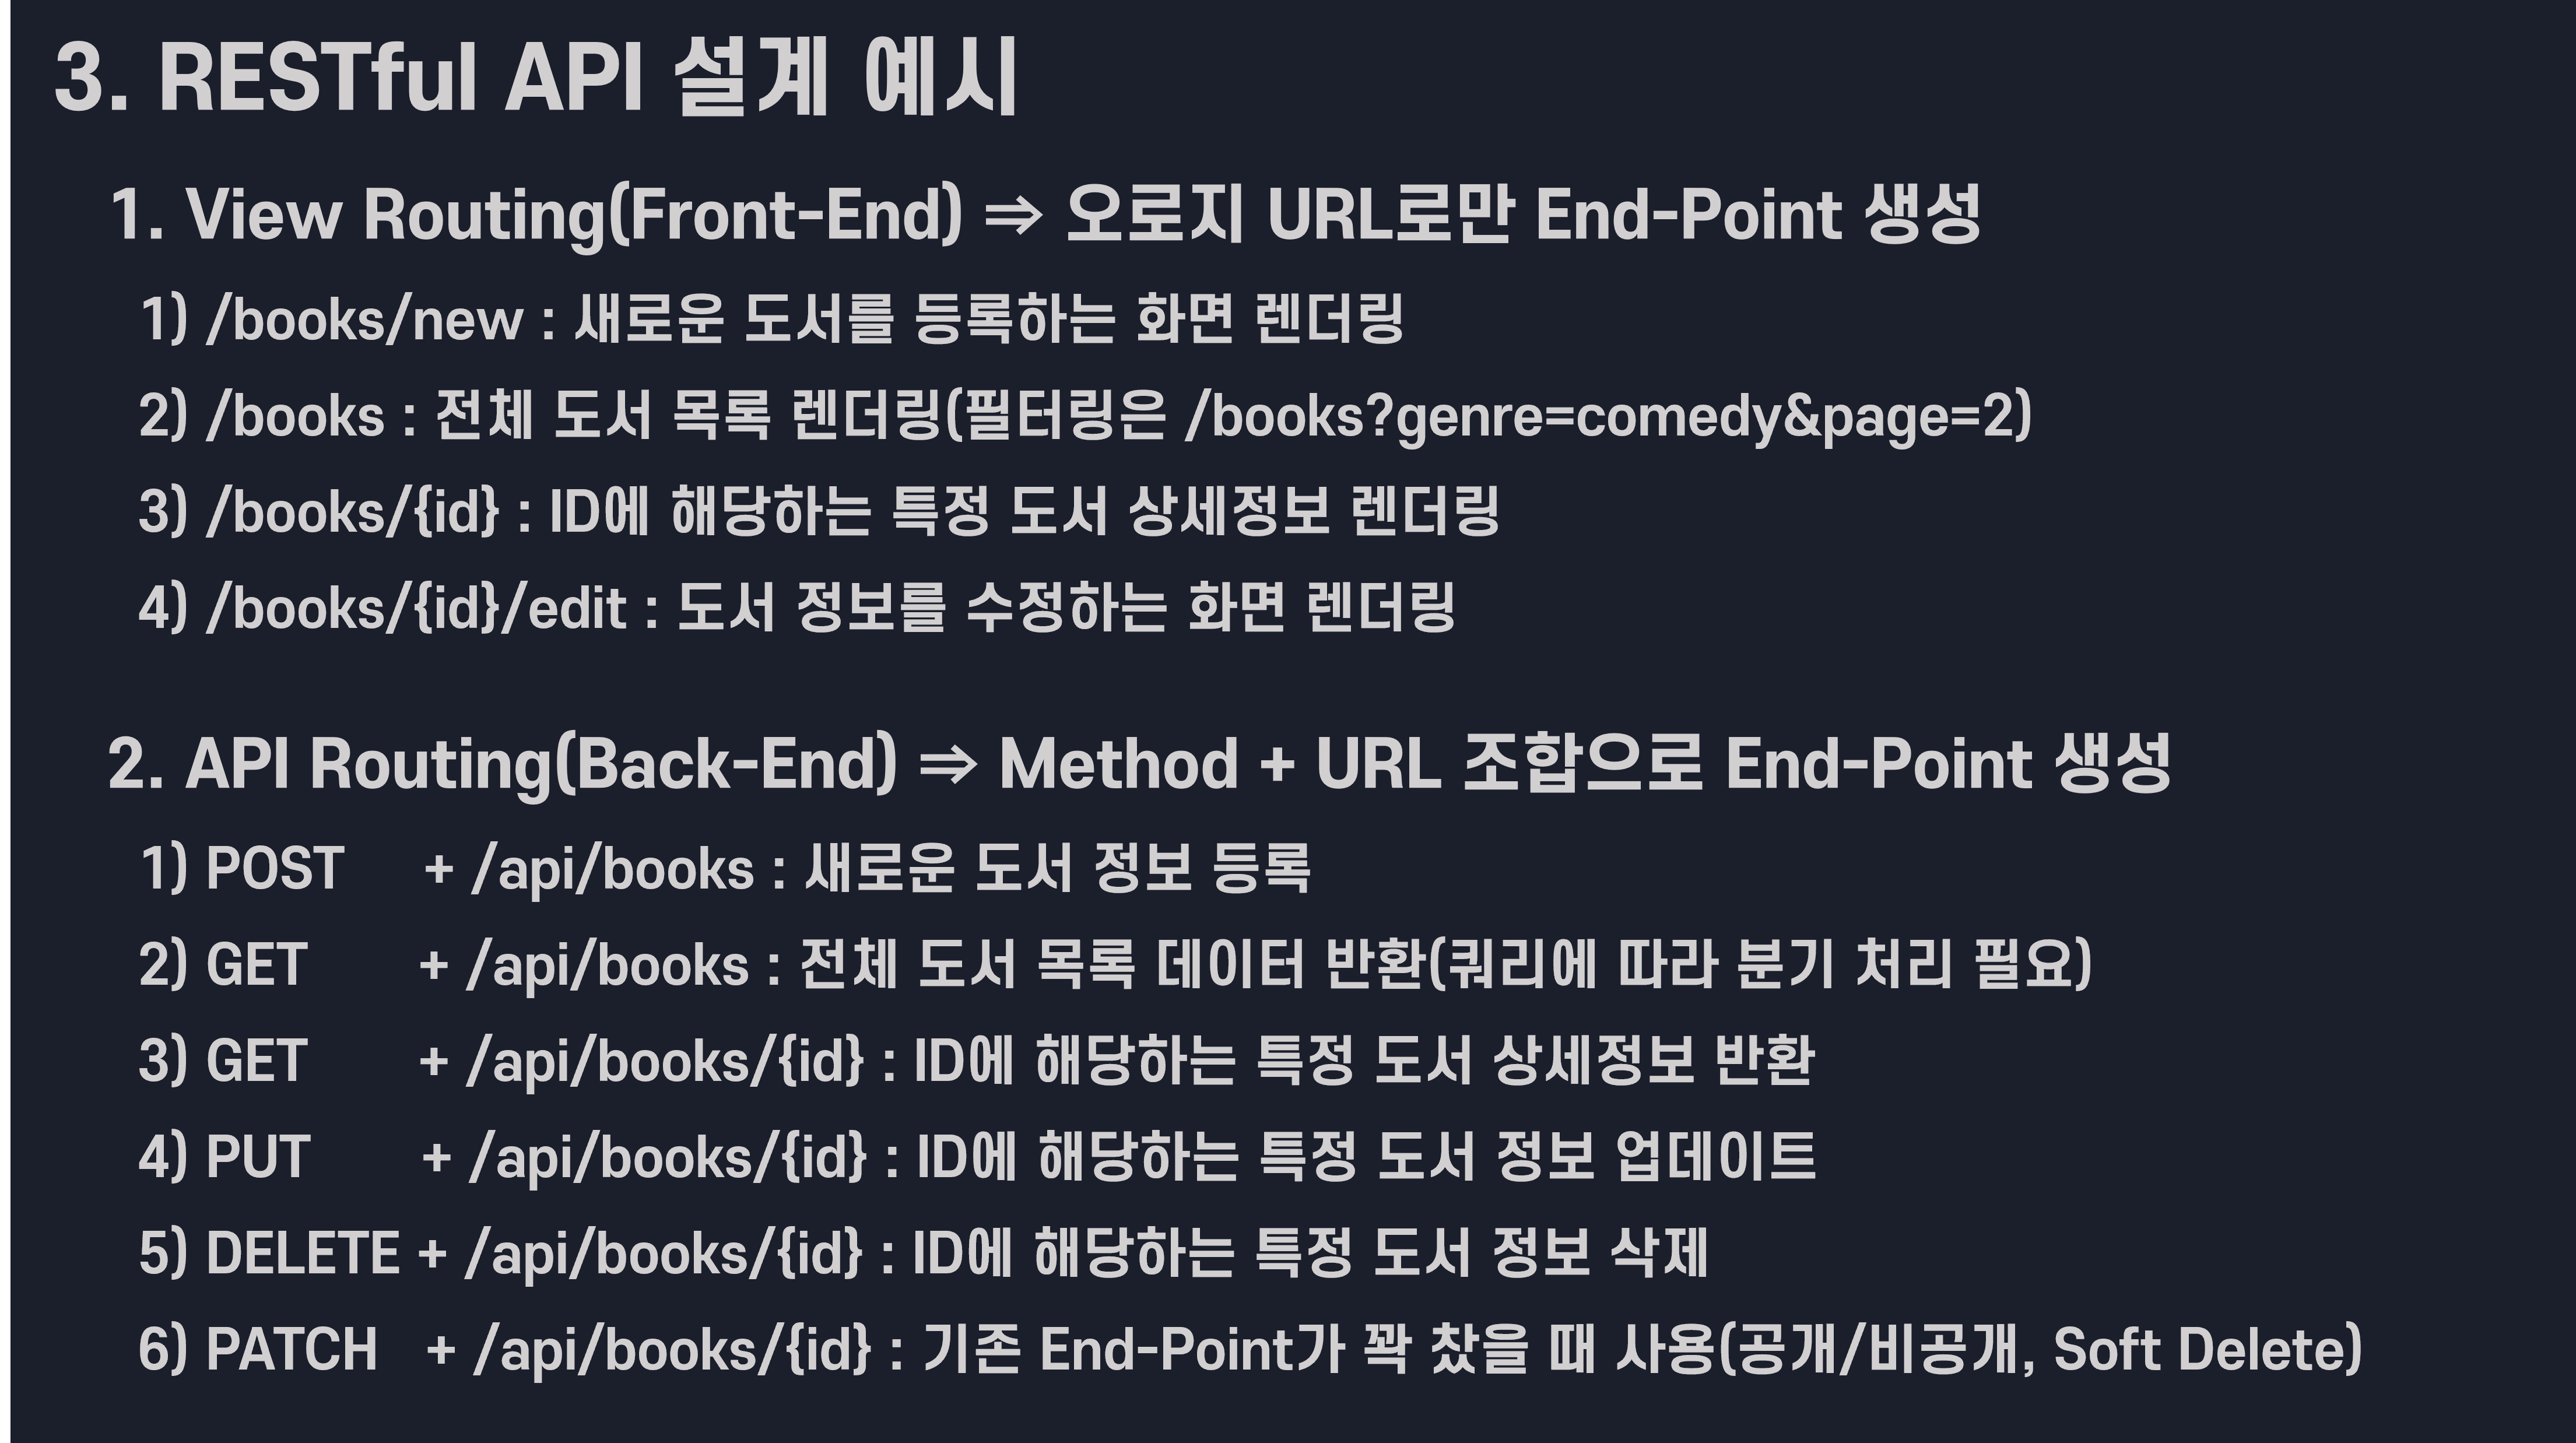 3. RESTful API 설계 예시
1. View Routing(Front-End) ⇒ 오로지 URL로만 End-Point 생성
1) /books/new : 새로운 도서를 등록하는 화면 렌더링
2) /books : 전체 도서 목록 렌더링(필터링은 /books?genre=comedy&page=2)
3) /books/{id} : ID에 해당하는 특정 도서 상세정보 렌더링
4) /books/{id}/edit : 도서 정보를 수정하는 화면 렌더링
2. API Routing(Back-End) ⇒ Method + URL 조합으로 End-Point 생성
1) POST + /api/books : 새로운 도서 정보 등록
2) GET + /api/books : 전체 도서 목록 데이터 반환(쿼리에 따라 분기 처리 필요)
3) GET + /api/books/{id} : ID에 해당하는 특정 도서 상세정보 반환
4) PUT + /api/books/{id} : ID에 해당하는 특정 도서 정보 업데이트
5) DELETE + /api/books/{id} : ID에 해당하는 특정 도서 정보 삭제
6) PATCH + /api/books/{id} : 기존 End-Point가 꽉 찼을 때 사용(공개/비공개, Soft Delete)